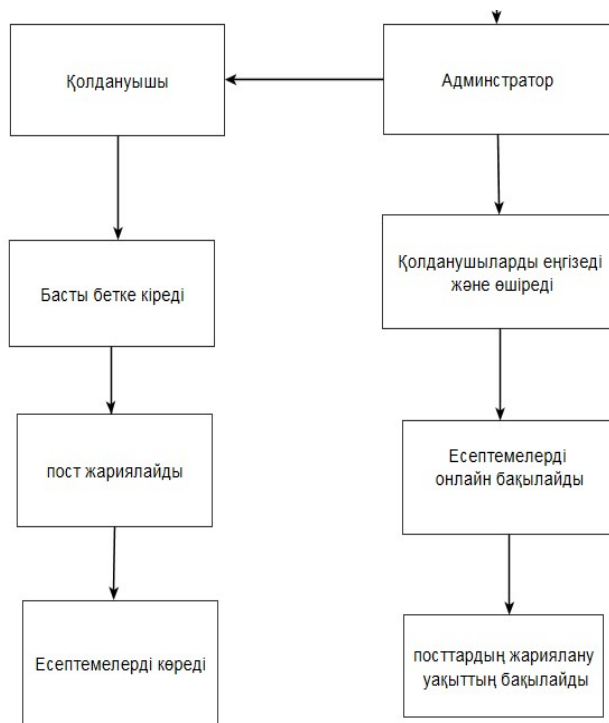 Қолдануышы
Админстратор
Қолданушыларды еңгізеді
және өшіреді
Басты бетке кіреді
Есептемелерді
онлайн бақылайды
пост жариялайды
посттардың жариялану
уақыттың бақылайды
Есептемелерді көреді